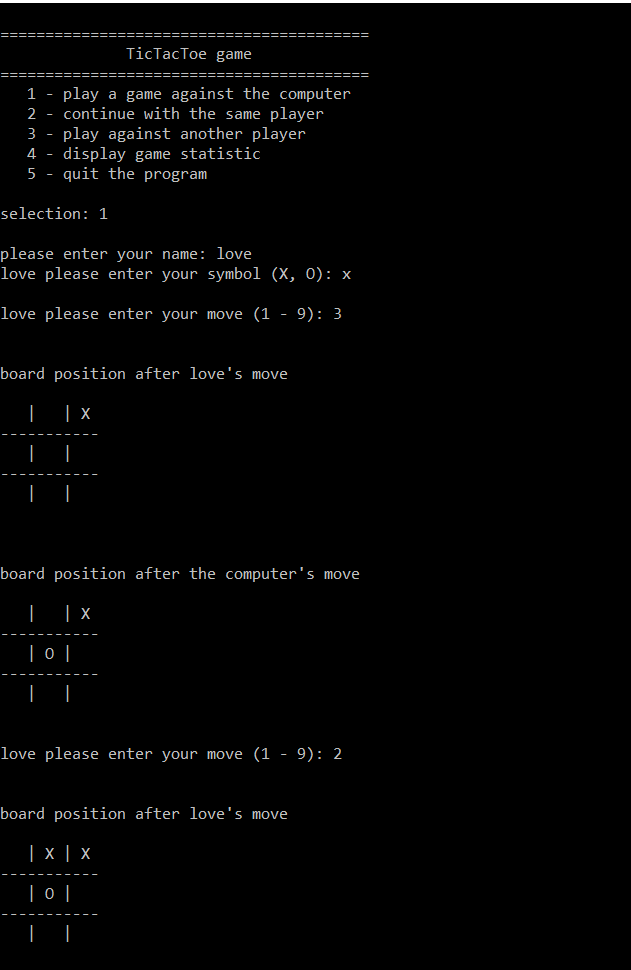 =========================================
              TicTacToe game
=========================================
   1 - play a game against the computer
   2 - continue with the same player
   3 - play against another player
   4 - display game statistic
   5 - quit the program
selection: 1
please enter your name: love
love please enter your symbol (X, O): x
love please enter your move (1 - 9): 3
board position after love's move
   |   | X
-----------
   |   |
-----------
   |   |
board position after the computer's move
   |   | X
-----------
   | O |
-----------
   |   |
love please enter your move (1 - 9): 2
board position after love's move
   | X | X
-----------
   | O |
-----------
   |   |